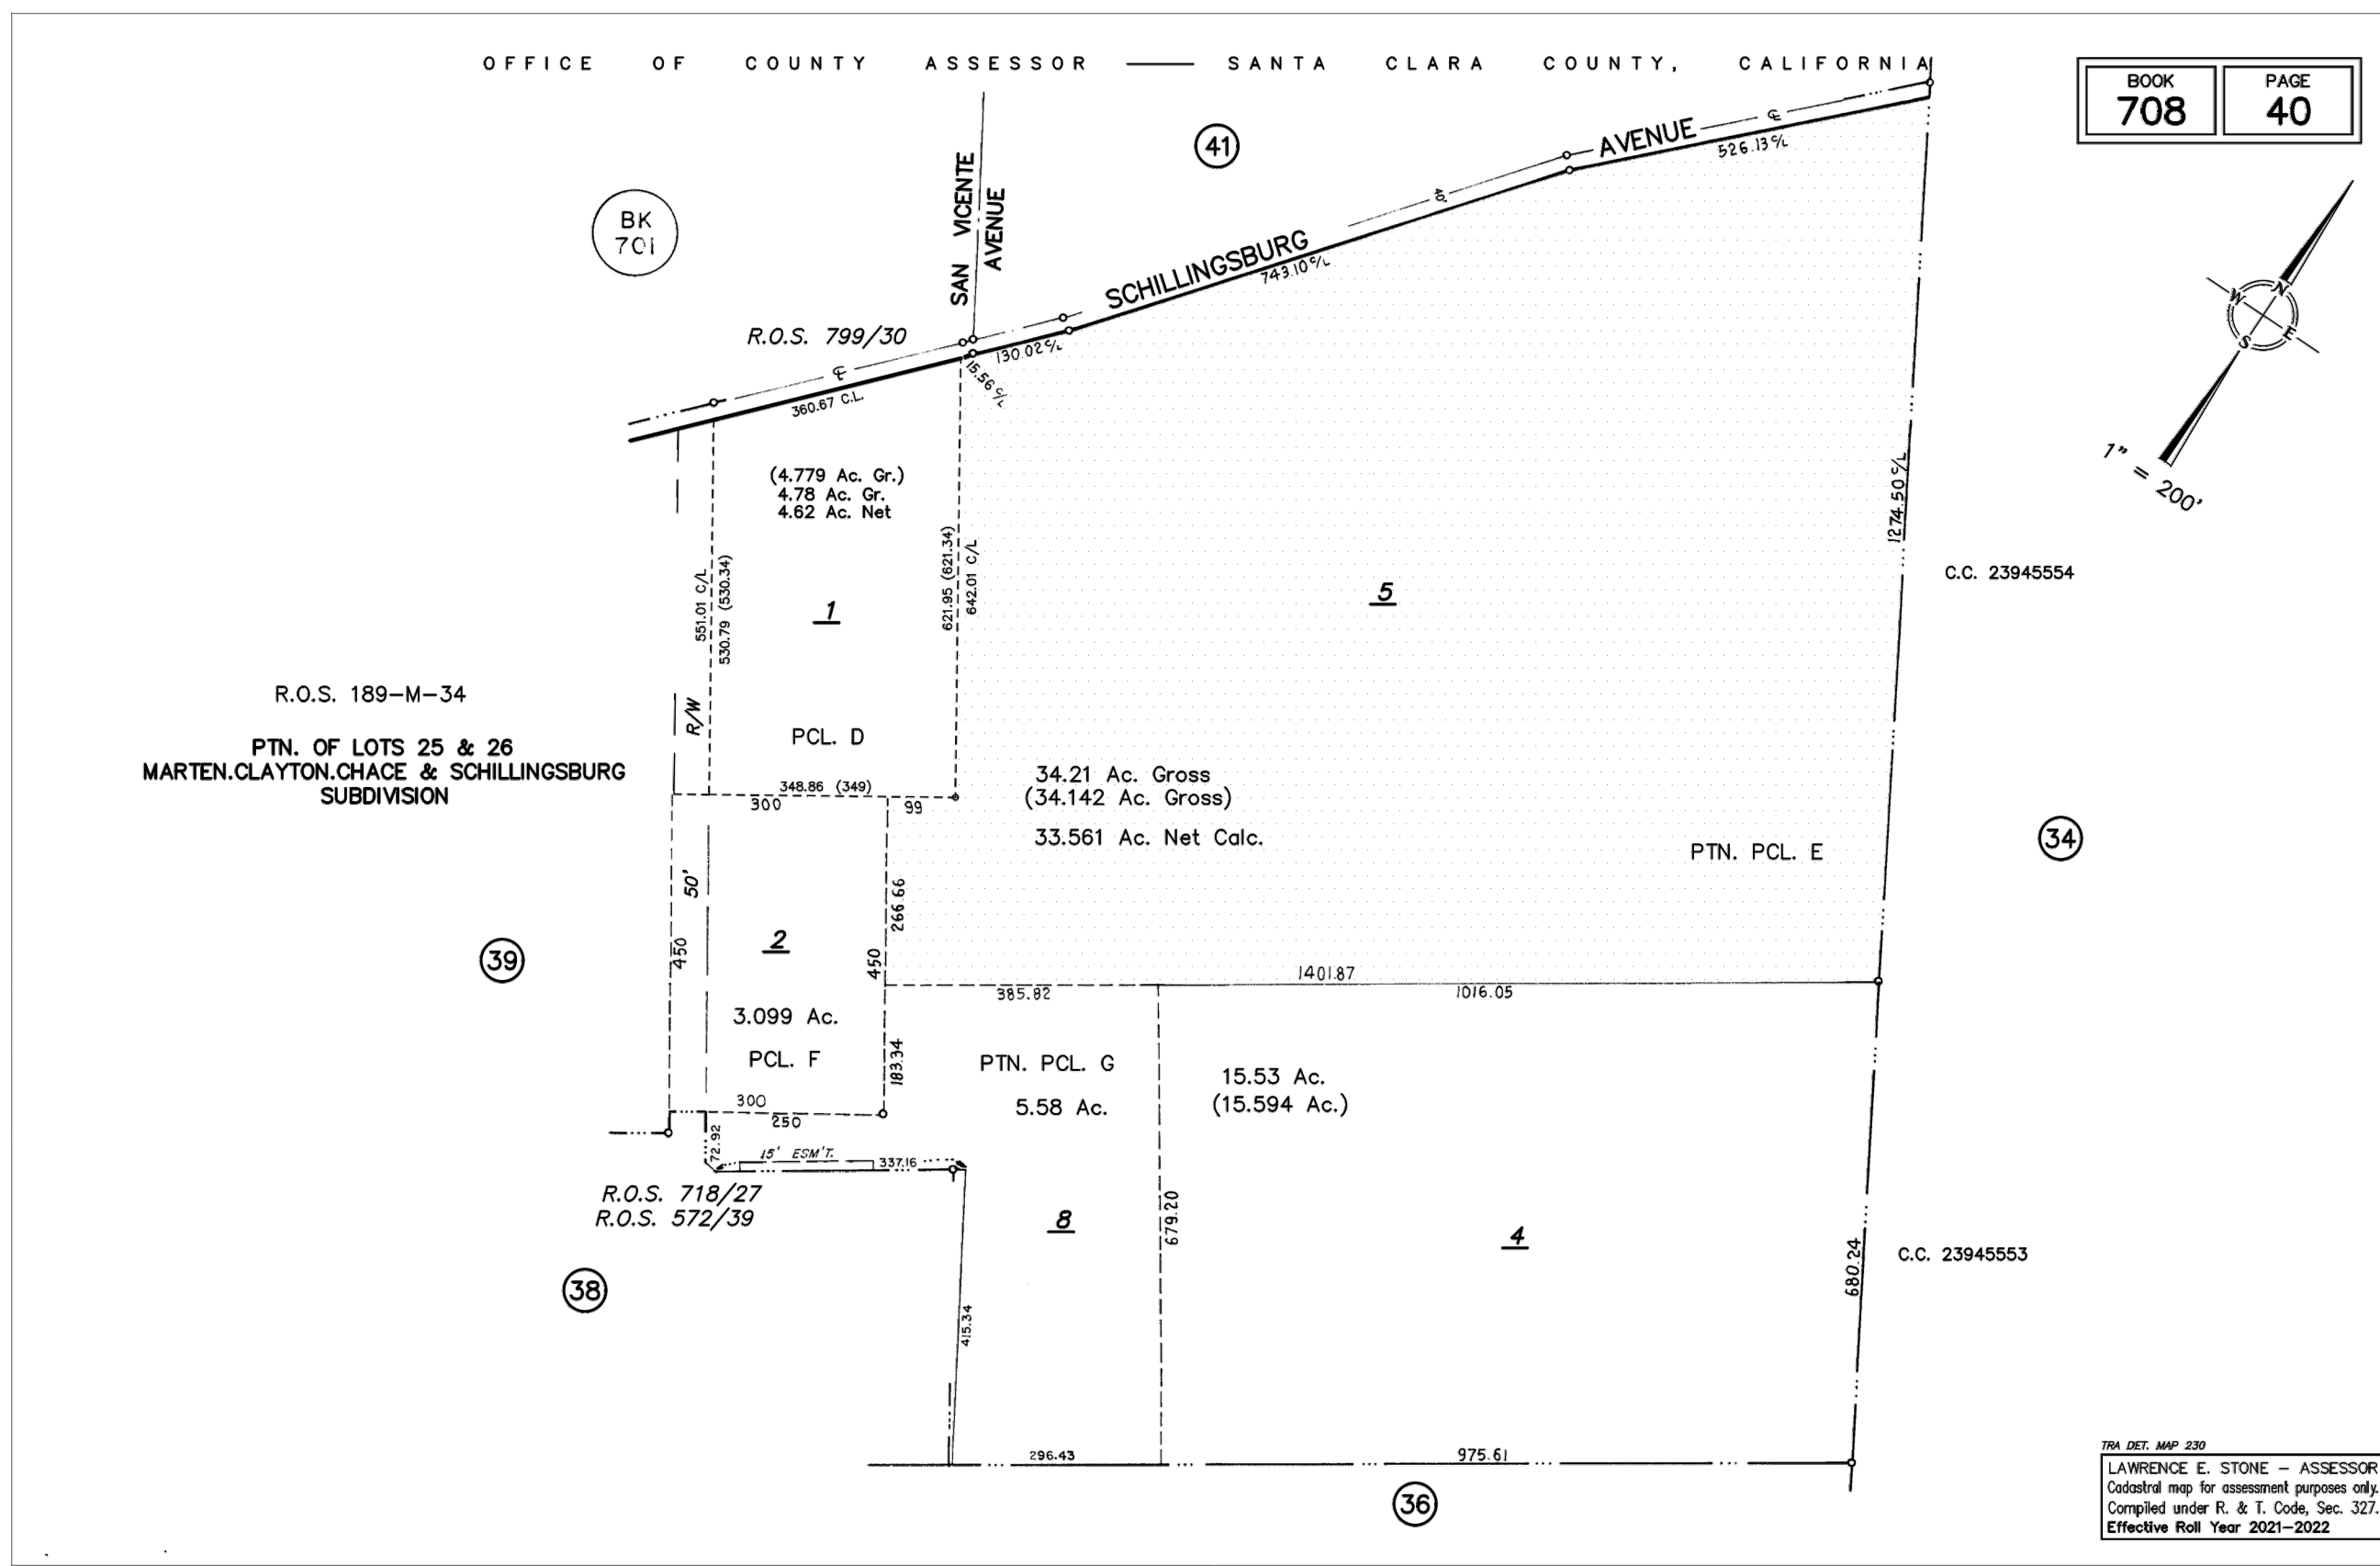 OFFICE OF COUNTY ASSESSOR —— SANTA CLARA COUNTY, CALIFORNIA
BOOK
708
PAGE
40
41
BK
701
SAN VICENTE
AVENUE
SCHILLINGSBURG
AVENUE
℄
526.13 C/L
40'
743.10 C/L
R.O.S. 799/30
130.02 C/L
15.56 C/L
℄
360.67 C.L.
W
N
E
S
1" = 200'
(4.779 Ac. Gr.)
4.78 Ac. Gr.
4.62 Ac. Net
551.01 C/L
530.79 (530.34)
621.95 (621.34)
642.01 C/L
1274.50 C/L
C.C. 23945554
1
5
R/W
PCL. D
R.O.S. 189-M-34
PTN. OF LOTS 25 & 26
MARTEN.CLAYTON.CHACE & SCHILLINGSBURG
SUBDIVISION
348.86 (349)
300
99
34.21 Ac. Gross
(34.142 Ac. Gross)
33.561 Ac. Net Calc.
PTN. PCL. E
34
50'
266.66
39
450
2
450
1401.87
385.82
1016.05
3.099 Ac.
PCL. F
183.34
PTN. PCL. G
5.58 Ac.
15.53 Ac.
(15.594 Ac.)
300
250
72.92
15' ESM'T.
337.16
R.O.S. 718/27
R.O.S. 572/39
8
679.20
4
680.24
C.C. 23945553
38
415.34
296.43
975.61
36
TRA DET. MAP 230
LAWRENCE E. STONE — ASSESSOR
Cadastral map for assessment purposes only.
Compiled under R. & T. Code, Sec. 327.
Effective Roll Year 2021-2022